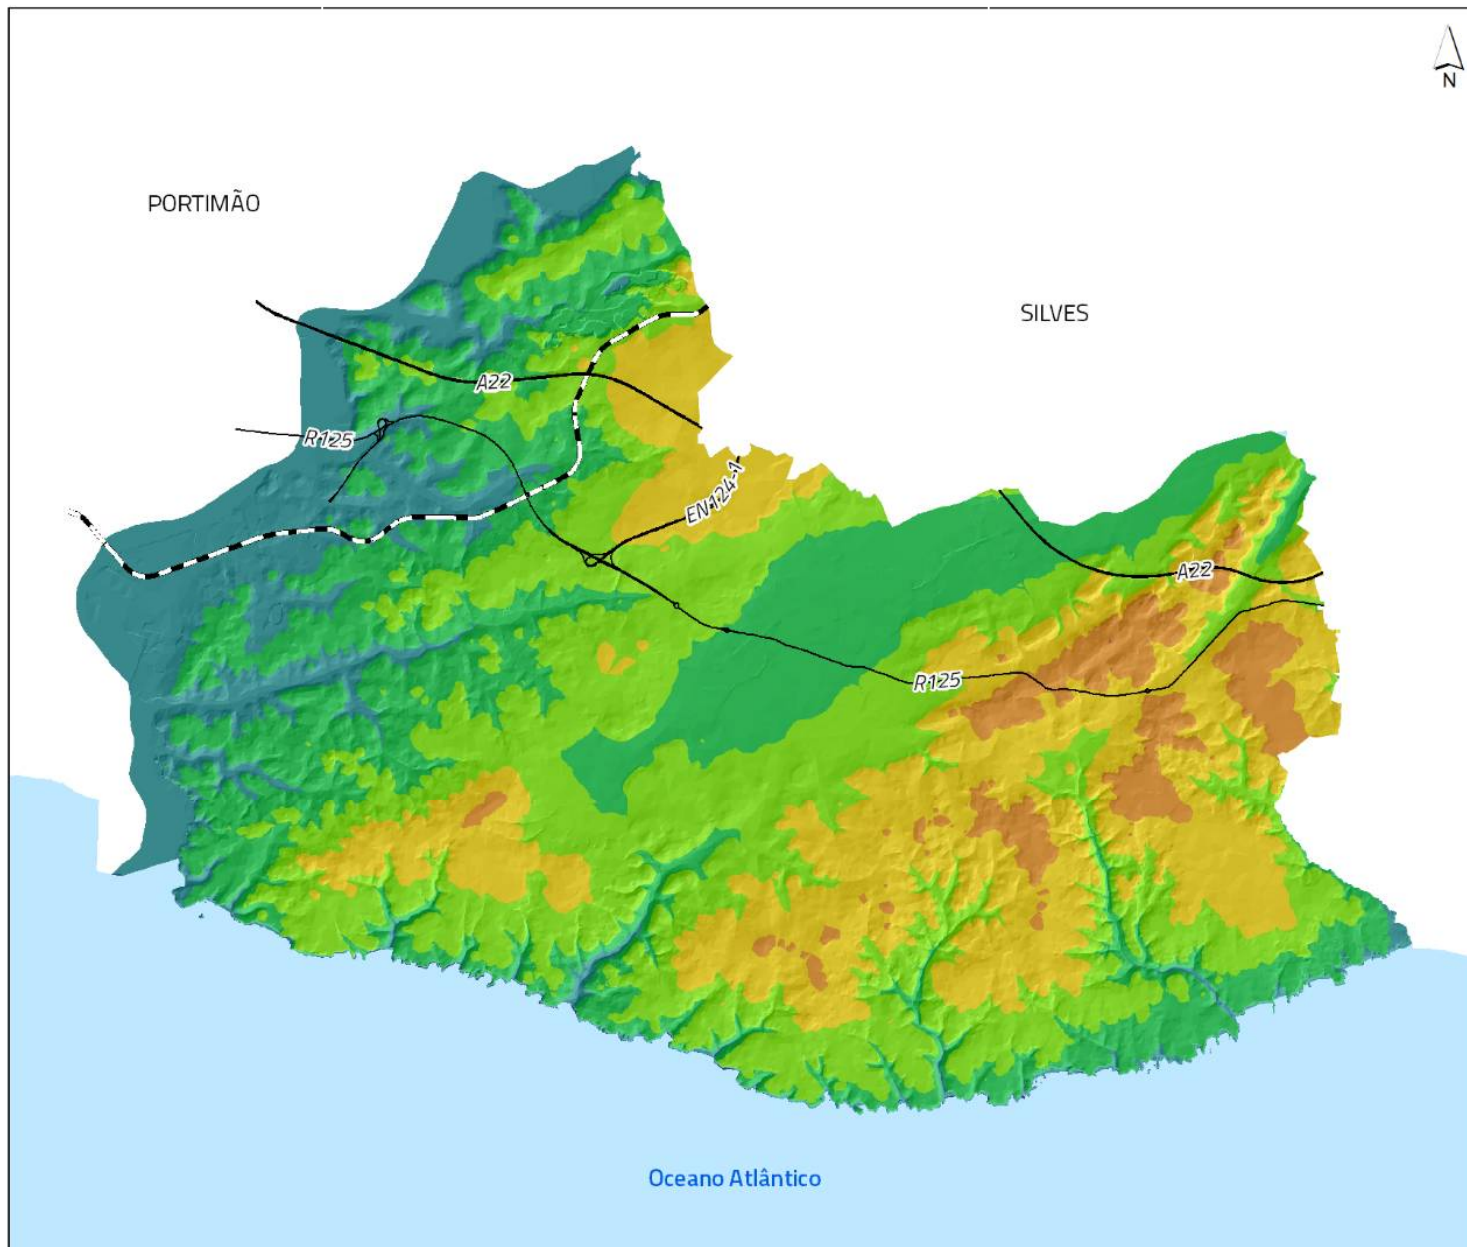 N
PORTIMÃO
SILVES
A22
R125
EN124-1
A22
R125
Oceano Atlântico